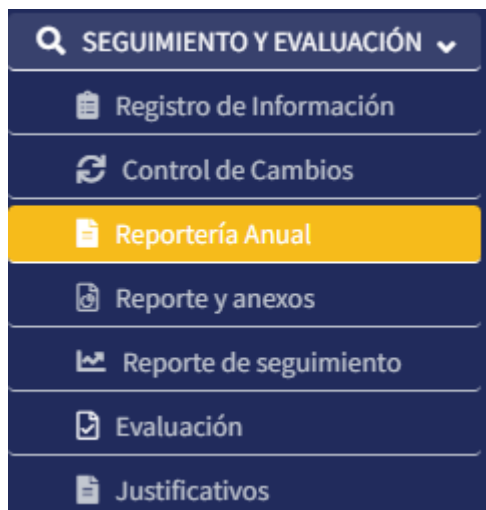 SEGUIMIENTO Y EVALUACIÓN
Registro de Información
Control de Cambios
Reportería Anual
Reporte y anexos
Reporte de seguimiento
Evaluación
Justificativos